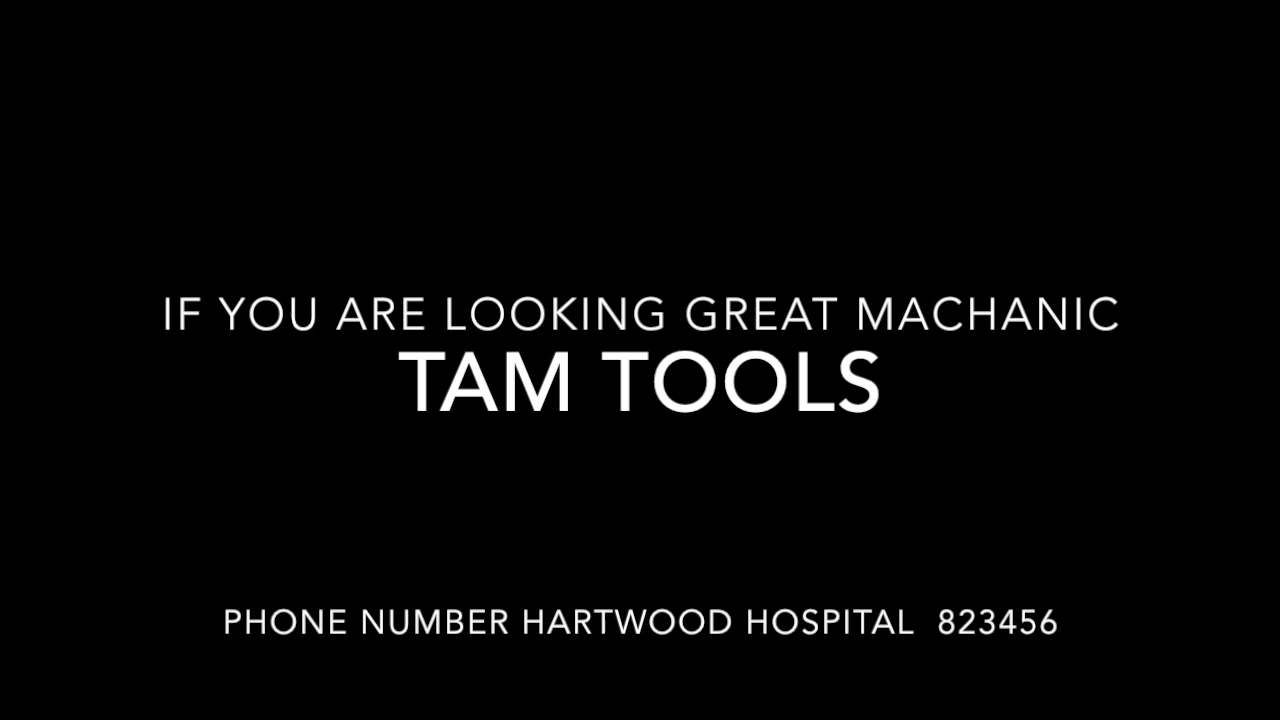 IF YOU ARE LOOKING GREAT MACHANIC
TAM TOOLS
PHONE NUMBER HARTWOOD HOSPITAL 823456